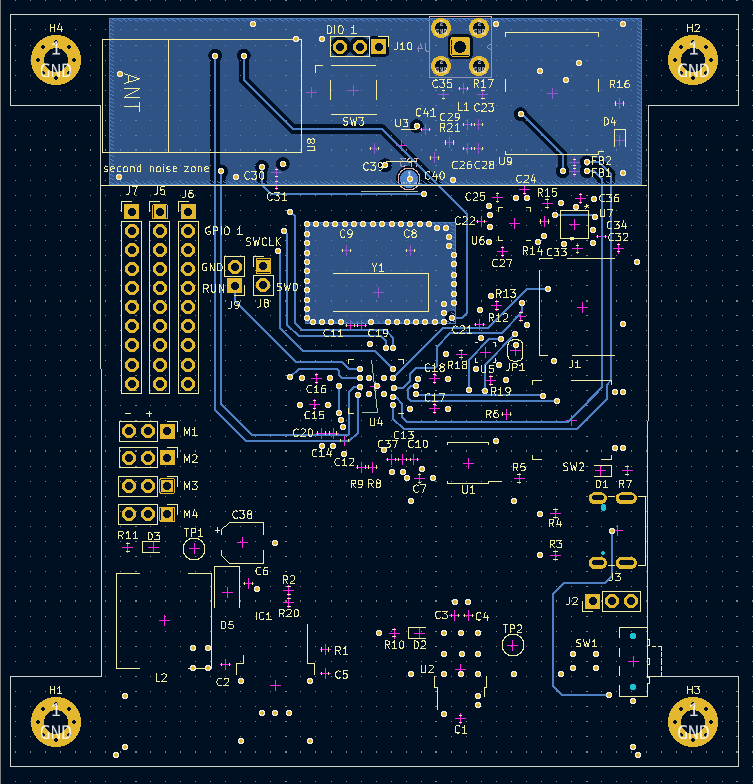 H4
1
GND
DIO 1
J10
J4
H2
1
GND
ANT
U8
SW3
C35
R17
L1
C23
C41
U3
C29
R21
C26
C28
U9
R16
D4
FB2
FB1
second noise zone
C30
C31
C39
C40
J7
J5
J6
GPIO 1
SWCLK
GND
RUN
SWD
J9
J8
C9
C8
Y1
C11
C19
C25
C24
C22
U6
C27
R15
C36
U7
C34
C32
R14
C33
R13
R12
C21
R18
U5
JP1
R19
J1
C16
C15
C18
C17
U4
C13
C20
C14
C12
C37
C10
R9
R8
C7
U1
R6
R5
SW2
D1
R7
- +
M1
M2
M3
M4
R11
D3
TP1
C38
C6
R2
R20
IC1
D5
L2
C2
R1
C5
R4
R3
J3
J2
SW1
C3
C4
R10
D2
U2
TP2
C1
H1
1
GND
H3
1
GND